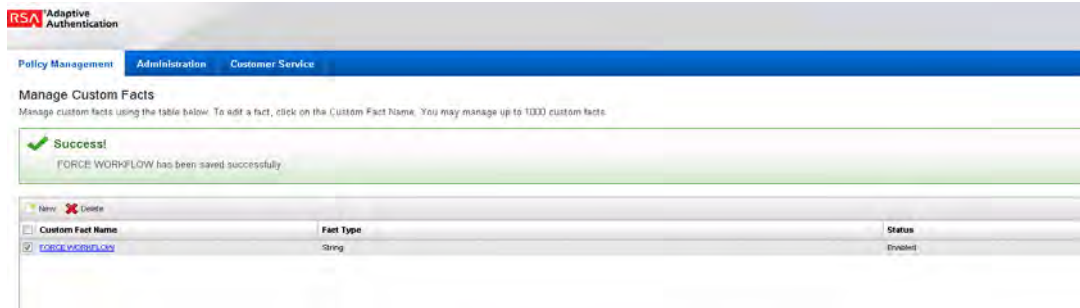 RSA Adaptive
Authentication
Policy Management Administration Customer Service
Manage Custom Facts
Manage custom facts using the table below. To edit a fact, click on the Custom Fact Name. You may manage up to 1000 custom facts.
Success!
FORCE WORKFLOW has been saved successfully
New Delete
Custom Fact Name Fact Type Status
FORCE WORKFLOW String Enabled